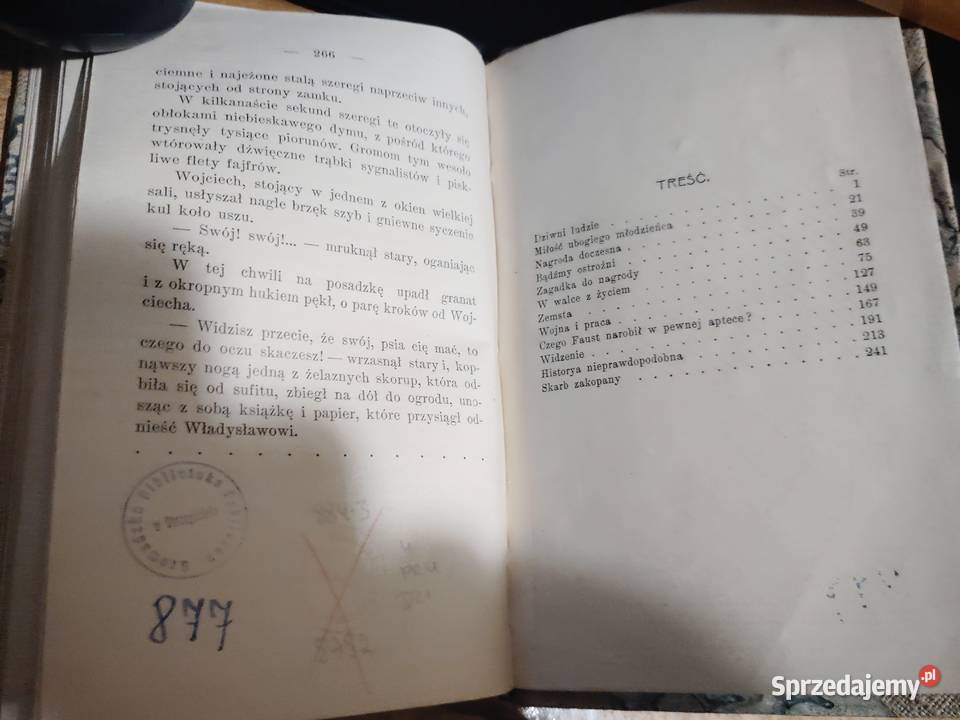 — 266 —
ciemne i najeżone stalą szeregi naprzeciw innych,
stojących od strony zamku.
W kilkanaście sekund szeregi te otoczyły się
obłokami niebieskawego dymu, z pośród którego
trysnęły tysiące piorunów. Gromom tym wesoło
wtórowały dźwięczne trąbki sygnalistów i pisk-
liwe flety fajfrów.
Wojciech, stojący w jednem z okien wielkiej
sali, usłyszał nagle brzęk szyb i gniewne syczenie
kul koło uszu.
— Swój! swój!... — mruknął stary, oganiając
się ręką.
W tej chwili na posadzkę upadł granat
i z okropnym hukiem pękł, o parę kroków od Woj-
ciecha.
— Widzisz przecie, że swój, psia cię mać, to
czego do oczu skaczesz! — wrzasnął stary i, kop-
nąwszy nogą jedną z żelaznych skorup, która od-
biła się od sufitu, zbiegł na dół do ogrodu, uno-
sząc z sobą książkę i papier, które przysiągł od-
nieść Władysławowi.
. . . . . . . . . . . . . .
Gromadzka Biblioteka
877
TREŚĆ.
Str.
Dziwni ludzie . . . . . 1
Miłość ubogiego młodzieńca . . . . . 21
Nagroda doczesna . . . . . 39
Bądźmy ostrożni . . . . . 49
Zagadka do nagrody . . . . . 63
W walce z życiem . . . . . 75
Zemsta . . . . . 127
Wojna i praca . . . . . 149
Czego Faust narobił w pewnej aptece? . . . . . 167
Widzenie . . . . . 191
Historya nieprawdopodobna . . . . . 213
Skarb zakopany . . . . . 241
Sprzedajemy.pl